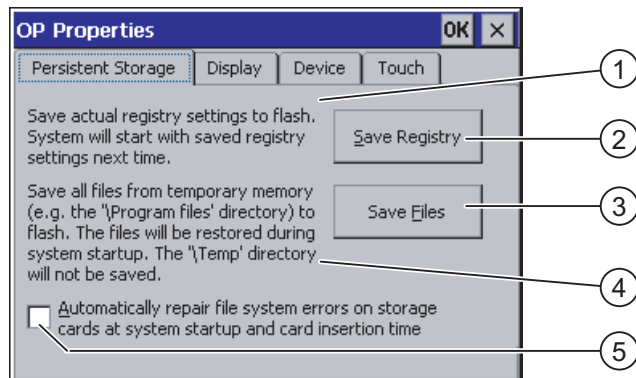 OP Properties OK ×
Persistent Storage Display Device Touch
1
Save actual registry settings to flash.
System will start with saved registry
settings next time.
Save Registry
2
Save all files from temporary memory
(e.g. the '\Program files' directory) to
flash. The files will be restored during
system startup. The '\Temp' directory
will not be saved.
Save Files
3
4
Automatically repair file system errors on storage
cards at system startup and card insertion time
5